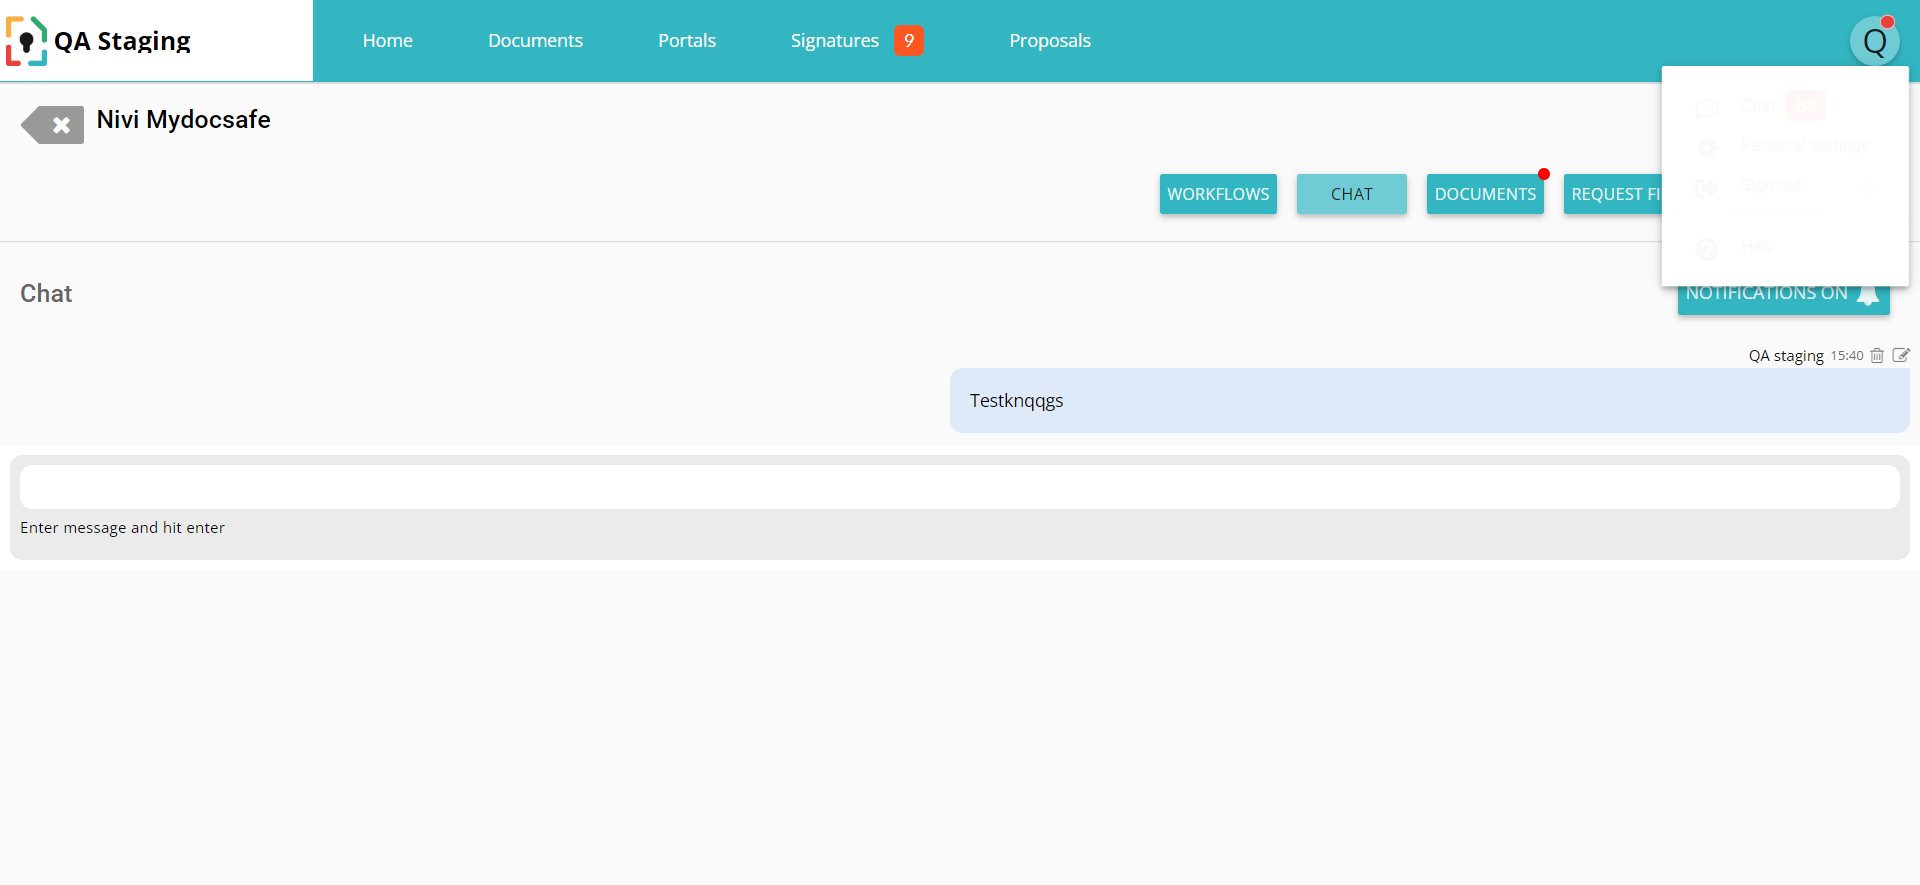 QA Staging
Home Documents Portals Signatures 9 Proposals
Q
Chat
Personal settings
Sign out
Help
Nivi Mydocsafe
WORKFLOWS CHAT DOCUMENTS REQUEST FI
Chat
NOTIFICATIONS ON
QA staging 15:40
Testknqqgs
Enter message and hit enter